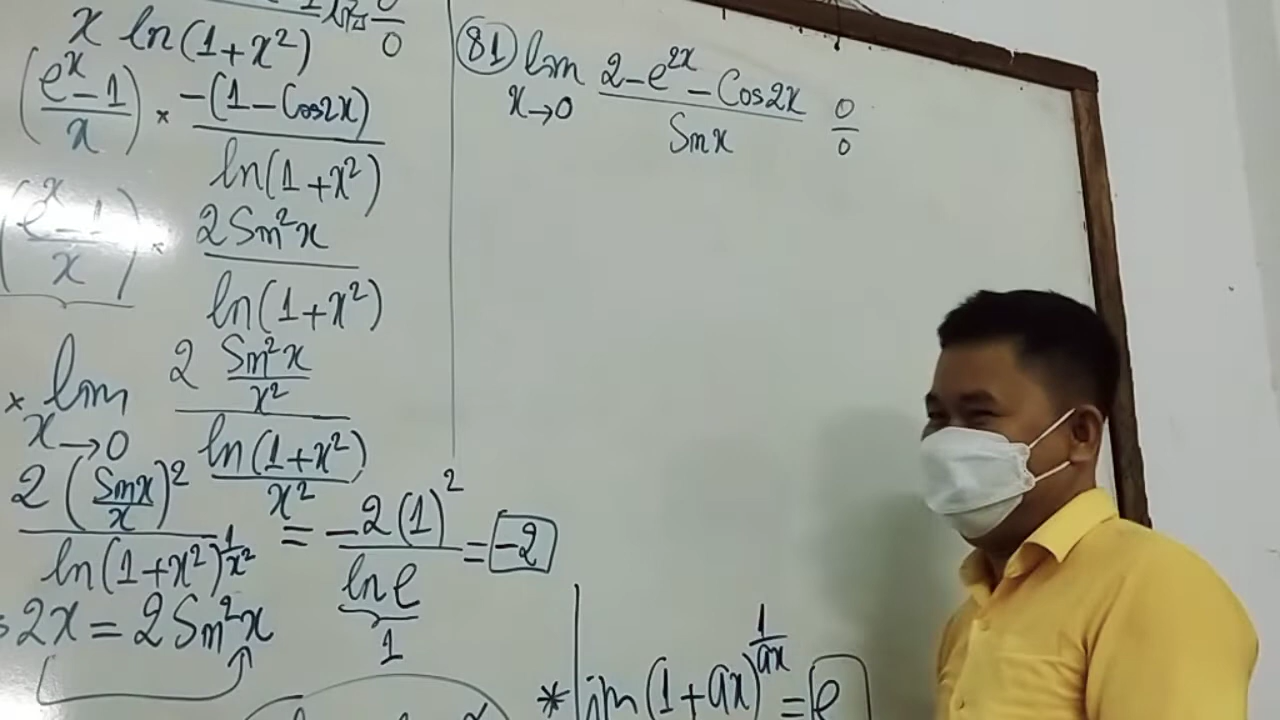 x ln(1+x²) 0/0
(e^x-1)/x × -(1-Cos2x)/ln(1+x²)
(e^x-1)/x · 2Sin²x/ln(1+x²)
× lim x→0 2 (Sin²x/x²)/(ln(1+x²)/x²)
2(Sinx/x)²/ln(1+x²)^(1/x²) = -2(1)²/ln e = -2
1
2x = 2Sin²x
81) lim x→0 (2-e^2x-Cos2x)/Sinx 0/0
* lim (1+ax)^(1/ax) = e